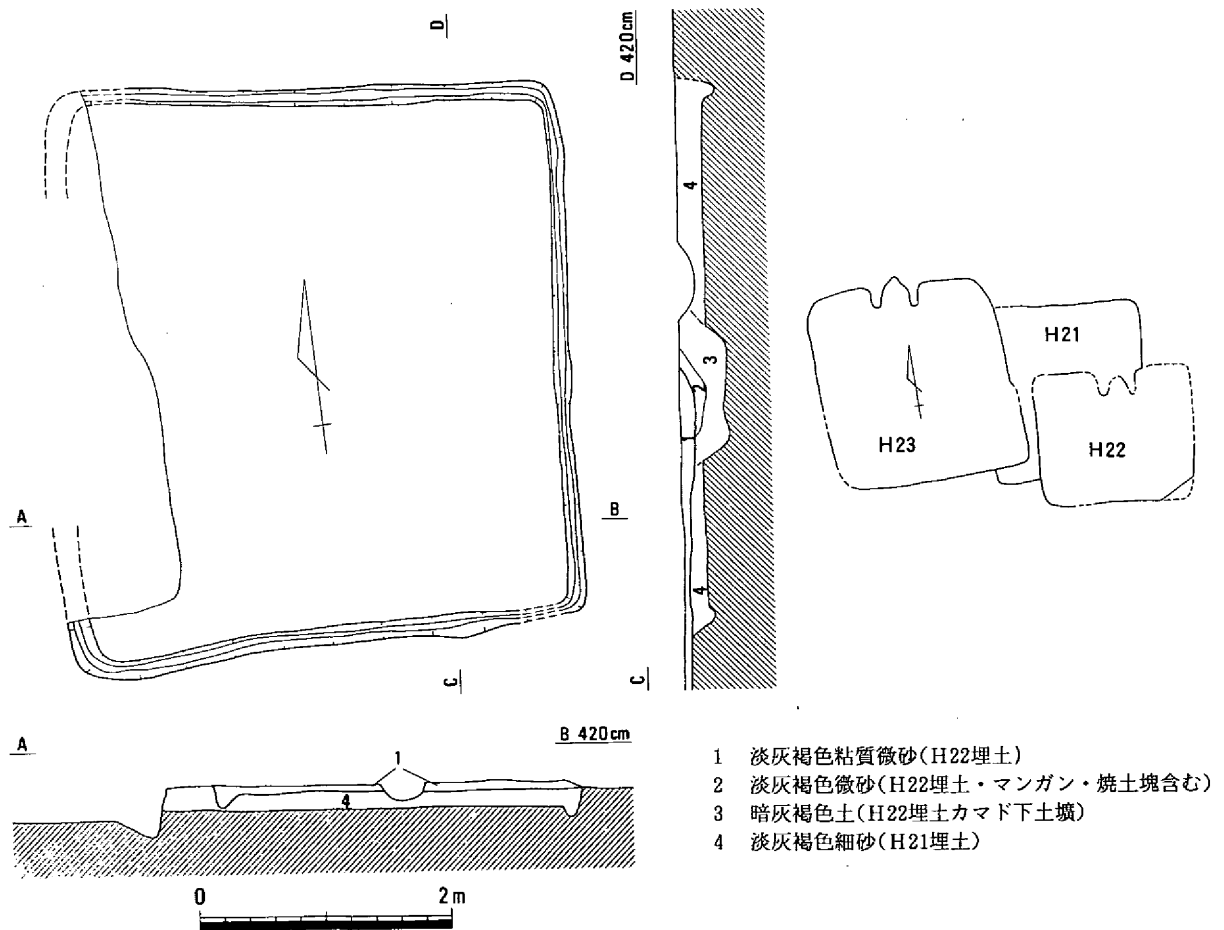 D
D 420cm
4
3
2
4
A
B
C
C
H21
H22
H23
A
B 420cm
1
4
0 2m
1 淡灰褐色粘質微砂(H22埋土)
2 淡灰褐色微砂(H22埋土・マンガン・焼土塊含む)
3 暗灰褐色土(H22埋土カマド下土壙)
4 淡灰褐色細砂(H21埋土)